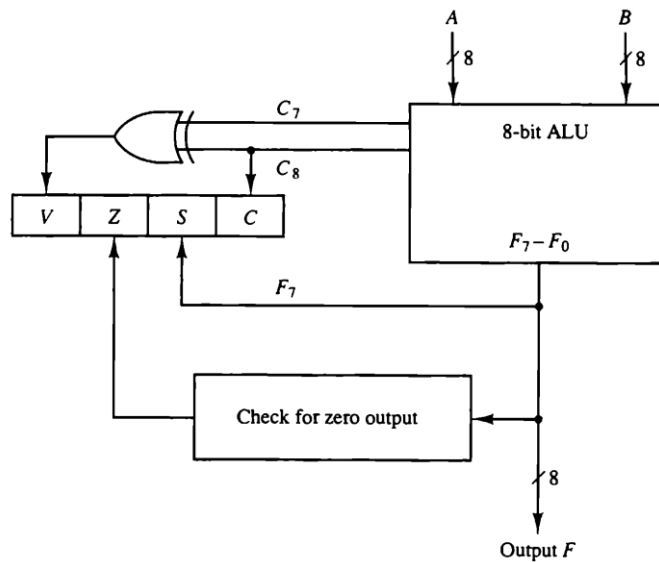 A
B
8
8
C₇
8-bit ALU
C₈
V Z S C
F₇ – F₀
F₇
Check for zero output
8
Output F